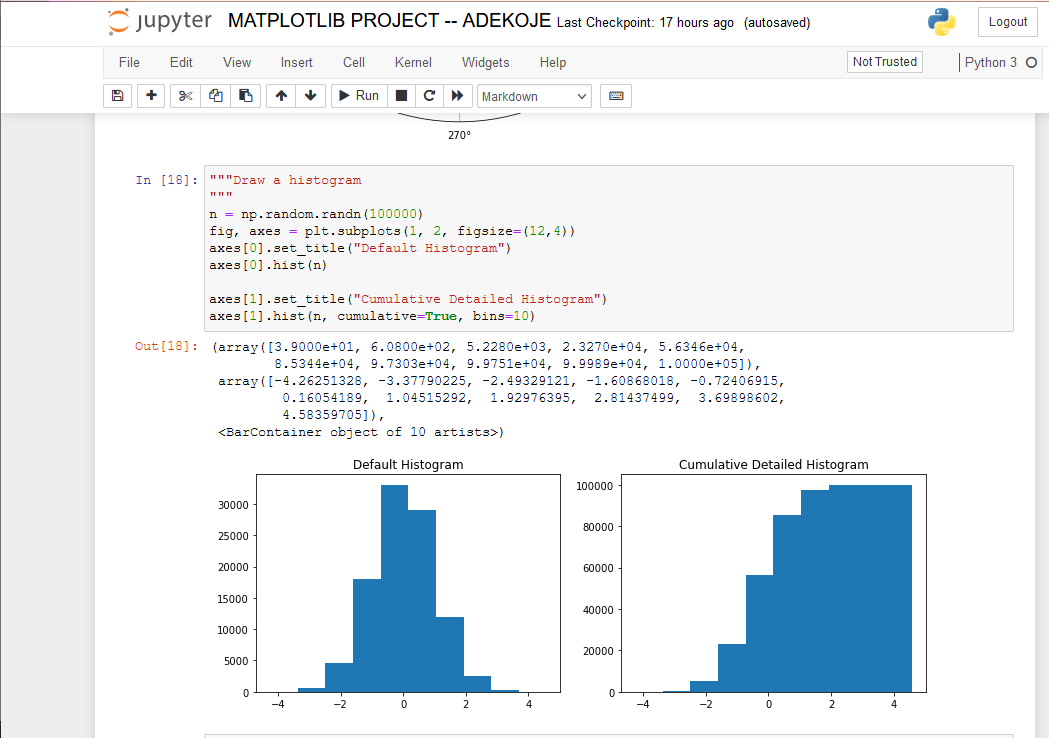 jupyter MATPLOTLIB PROJECT -- ADEKOJE Last Checkpoint: 17 hours ago (autosaved)
Logout
File Edit View Insert Cell Kernel Widgets Help
Not Trusted
Python 3
Run
Markdown
270°
In [18]:
"""Draw a histogram
"""
n = np.random.randn(100000)
fig, axes = plt.subplots(1, 2, figsize=(12,4))
axes[0].set_title("Default Histogram")
axes[0].hist(n)
axes[1].set_title("Cumulative Detailed Histogram")
axes[1].hist(n, cumulative=True, bins=10)
Out[18]:
(array([3.9000e+01, 6.0800e+02, 5.2280e+03, 2.3270e+04, 5.6346e+04,
8.5344e+04, 9.7303e+04, 9.9751e+04, 9.9989e+04, 1.0000e+05]),
array([-4.26251328, -3.37790225, -2.49329121, -1.60868018, -0.72406915,
0.16054189, 1.04515292, 1.92976395, 2.81437499, 3.69898602,
4.58359705]),
<BarContainer object of 10 artists>)
Default Histogram
30000
25000
20000
15000
10000
5000
0
−4 −2 0 2 4
Cumulative Detailed Histogram
100000
80000
60000
40000
20000
0
−4 −2 0 2 4